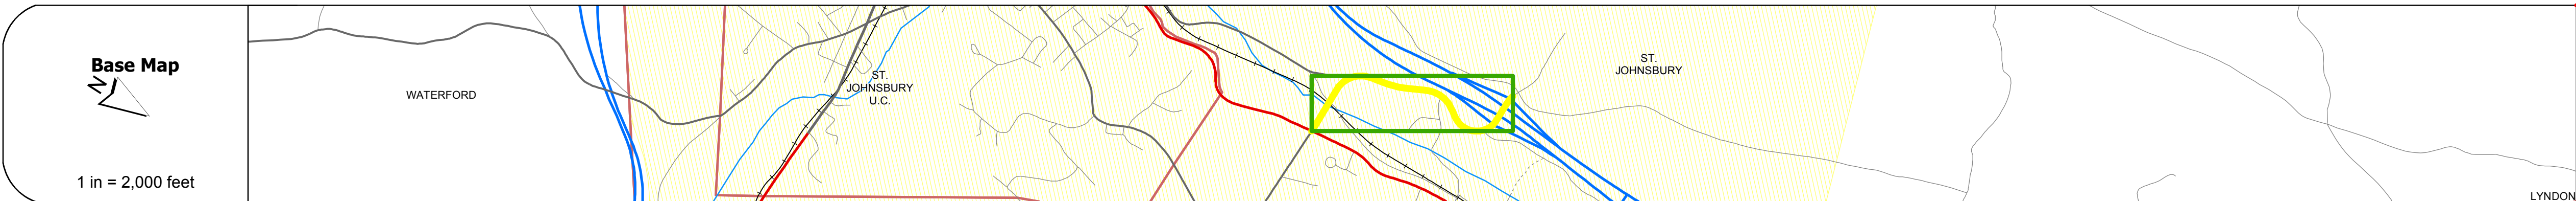 Base Map
N
1 in = 2,000 feet
WATERFORD
ST.
JOHNSBURY
U.C.
ST.
JOHNSBURY
LYNDON